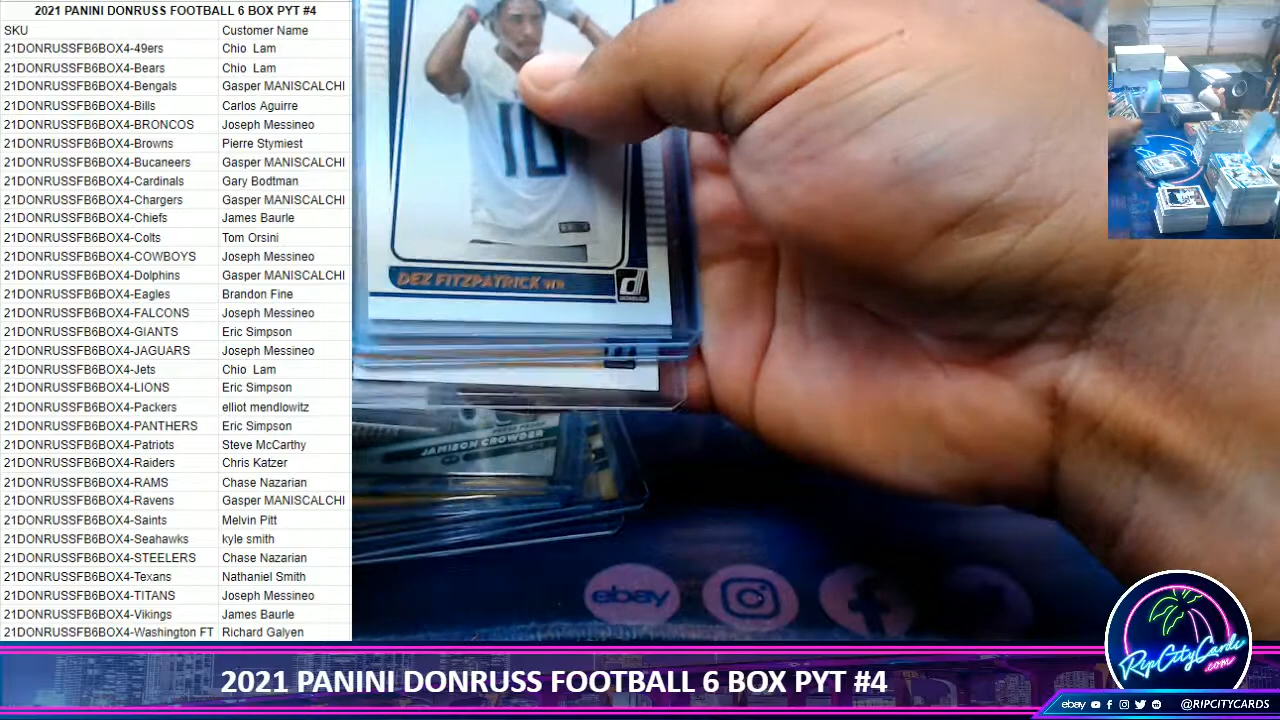 2021 PANINI DONRUSS FOOTBALL 6 BOX PYT #4
SKU Customer Name
21DONRUSSFB6BOX4-49ers Chio Lam
21DONRUSSFB6BOX4-Bears Chio Lam
21DONRUSSFB6BOX4-Bengals Gasper MANISCALCHI
21DONRUSSFB6BOX4-Bills Carlos Aguirre
21DONRUSSFB6BOX4-BRONCOS Joseph Messineo
21DONRUSSFB6BOX4-Browns Pierre Stymiest
21DONRUSSFB6BOX4-Bucaneers Gasper MANISCALCHI
21DONRUSSFB6BOX4-Cardinals Gary Bodtman
21DONRUSSFB6BOX4-Chargers Gasper MANISCALCHI
21DONRUSSFB6BOX4-Chiefs James Baurle
21DONRUSSFB6BOX4-Colts Tom Orsini
21DONRUSSFB6BOX4-COWBOYS Joseph Messineo
21DONRUSSFB6BOX4-Dolphins Gasper MANISCALCHI
21DONRUSSFB6BOX4-Eagles Brandon Fine
21DONRUSSFB6BOX4-FALCONS Joseph Messineo
21DONRUSSFB6BOX4-GIANTS Eric Simpson
21DONRUSSFB6BOX4-JAGUARS Joseph Messineo
21DONRUSSFB6BOX4-Jets Chio Lam
21DONRUSSFB6BOX4-LIONS Eric Simpson
21DONRUSSFB6BOX4-Packers elliot mendlowitz
21DONRUSSFB6BOX4-PANTHERS Eric Simpson
21DONRUSSFB6BOX4-Patriots Steve McCarthy
21DONRUSSFB6BOX4-Raiders Chris Katzer
21DONRUSSFB6BOX4-RAMS Chase Nazarian
21DONRUSSFB6BOX4-Ravens Gasper MANISCALCHI
21DONRUSSFB6BOX4-Saints Melvin Pitt
21DONRUSSFB6BOX4-Seahawks kyle smith
21DONRUSSFB6BOX4-STEELERS Chase Nazarian
21DONRUSSFB6BOX4-Texans Nathaniel Smith
21DONRUSSFB6BOX4-TITANS Joseph Messineo
21DONRUSSFB6BOX4-Vikings James Baurle
21DONRUSSFB6BOX4-Washington FT Richard Galyen
10
DEZ FITZPATRICK WR
JAMISON CROWDER
ebay
RipCityCards
.com
2021 PANINI DONRUSS FOOTBALL 6 BOX PYT #4
ebay @RIPCITYCARDS